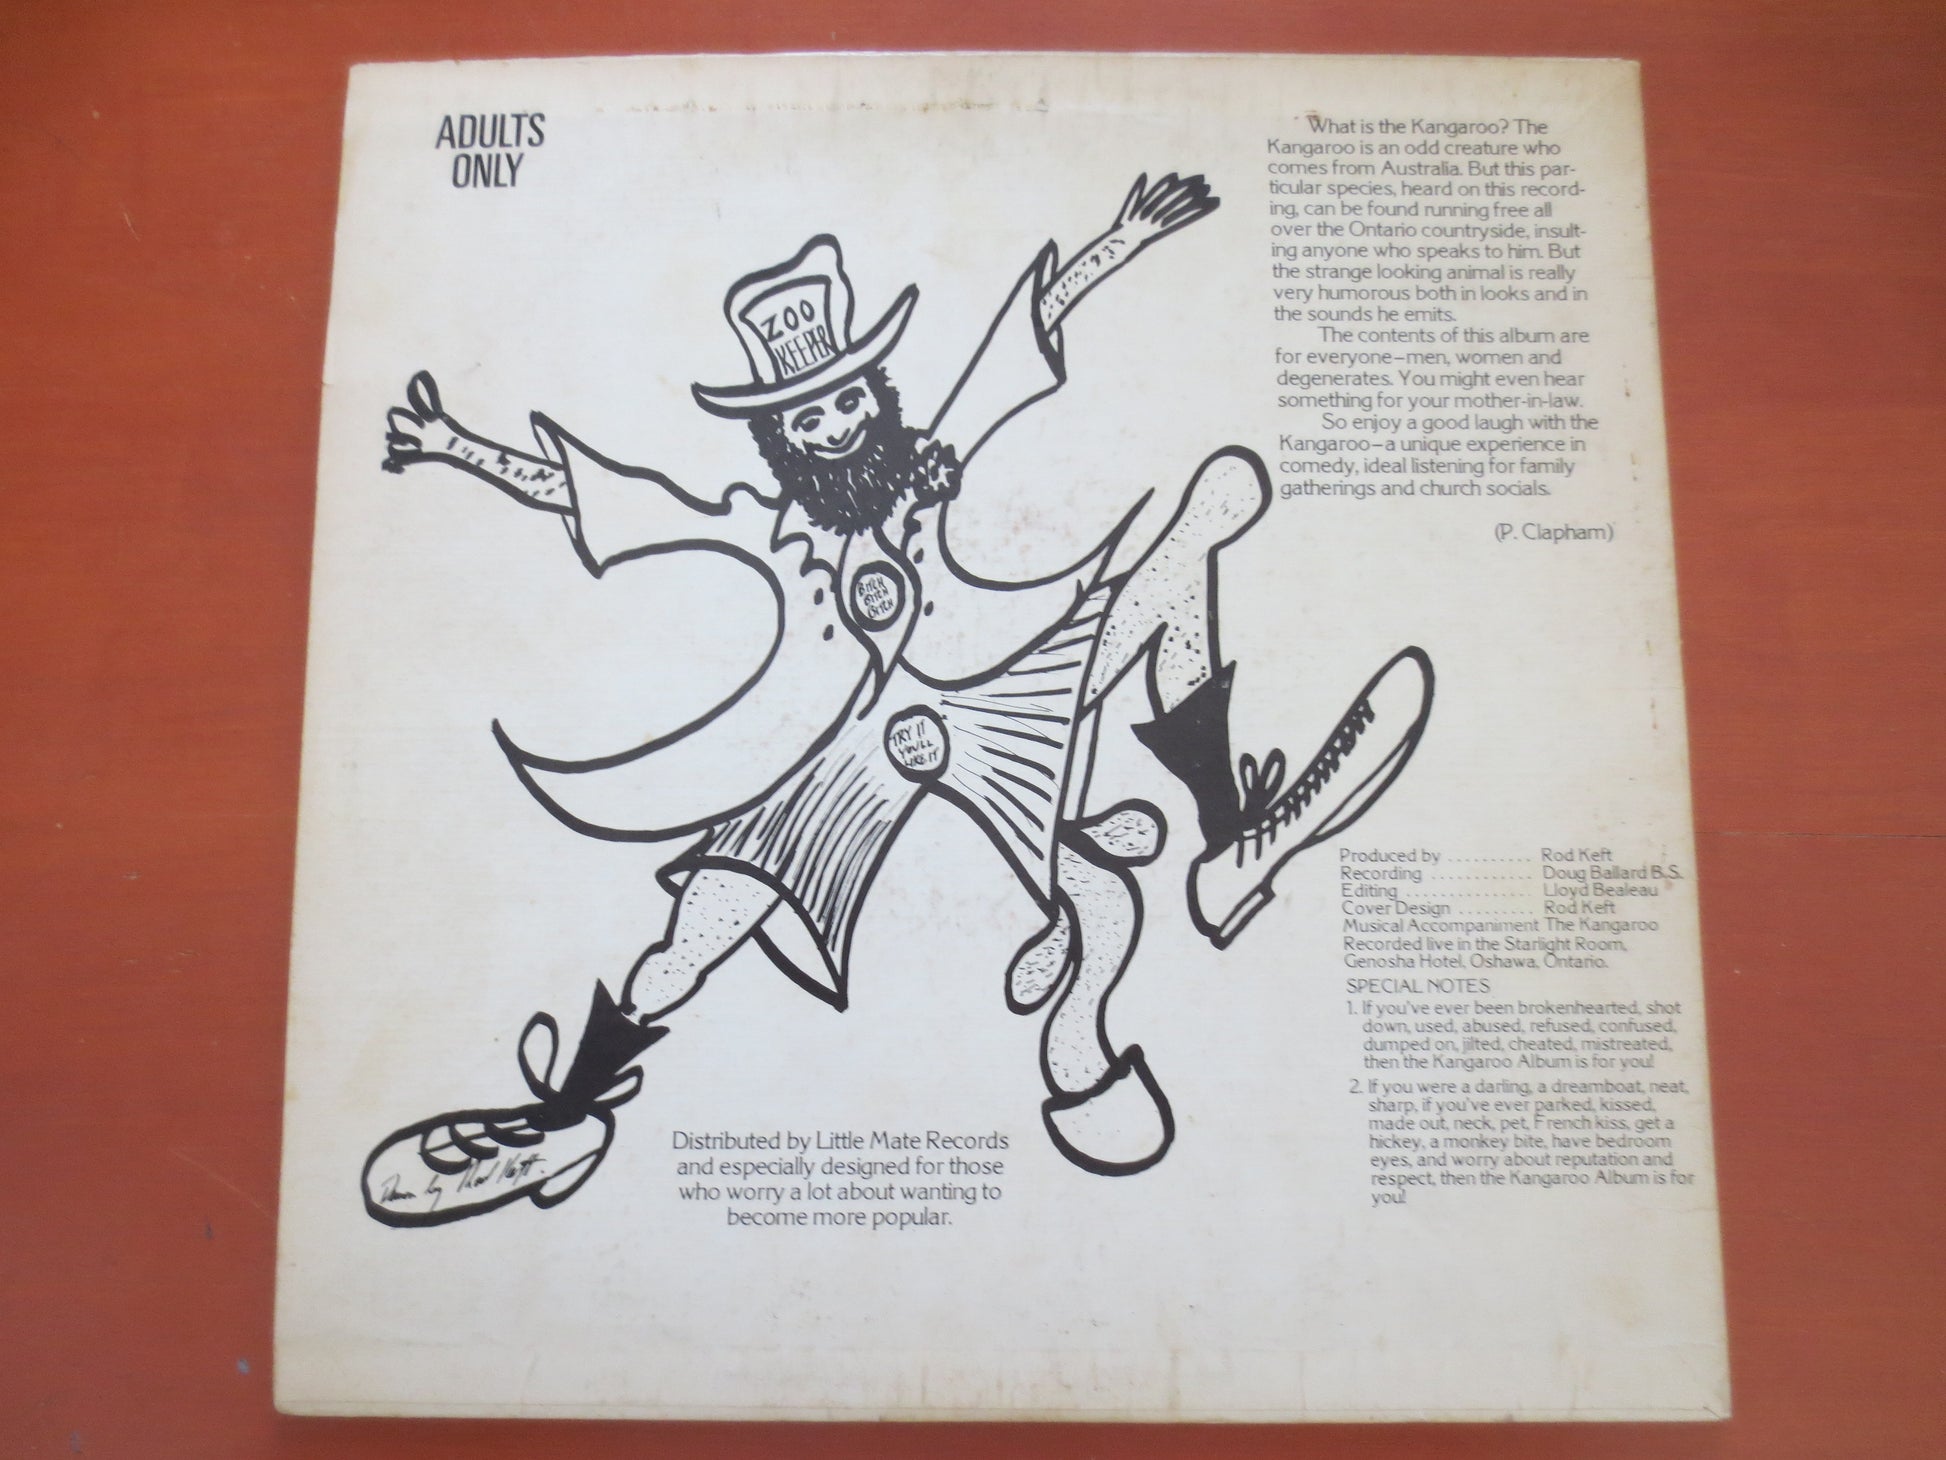 ADULTS
ONLY
ZOO
KEEPER
BITCH
BITCH
BITCH
TRY IT
YOU'LL
LIKE IT
What is the Kangaroo? The
Kangaroo is an odd creature who
comes from Australia. But this par-
ticular species, heard on this record-
ing, can be found running free all
over the Ontario countryside, insult-
ing anyone who speaks to him. But
the strange looking animal is really
very humorous both in looks and in
the sounds he emits.
The contents of this album are
for everyone–men, women and
degenerates. You might even hear
something for your mother-in-law.
So enjoy a good laugh with the
Kangaroo–a unique experience in
comedy, ideal listening for family
gatherings and church socials.
(P. Clapham)
Produced by .......... Rod Keft
Recording ............ Doug Ballard B.S.
Editing ............... Lloyd Bealeau
Cover Design ......... Rod Keft
Musical Accompaniment The Kangaroo
Recorded live in the Starlight Room,
Genosha Hotel, Oshawa, Ontario.
SPECIAL NOTES
1. If you've ever been brokenhearted, shot
down, used, abused, refused, confused,
dumped on, jilted, cheated, mistreated,
then the Kangaroo Album is for you!
2. If you were a darling, a dreamboat, neat,
sharp, if you've ever parked, kissed,
made out, neck, pet, French kiss, get a
hickey, a monkey bite, have bedroom
eyes, and worry about reputation and
respect, then the Kangaroo Album is for
you!
Drawn by Rod Keft.
Distributed by Little Mate Records
and especially designed for those
who worry a lot about wanting to
become more popular.